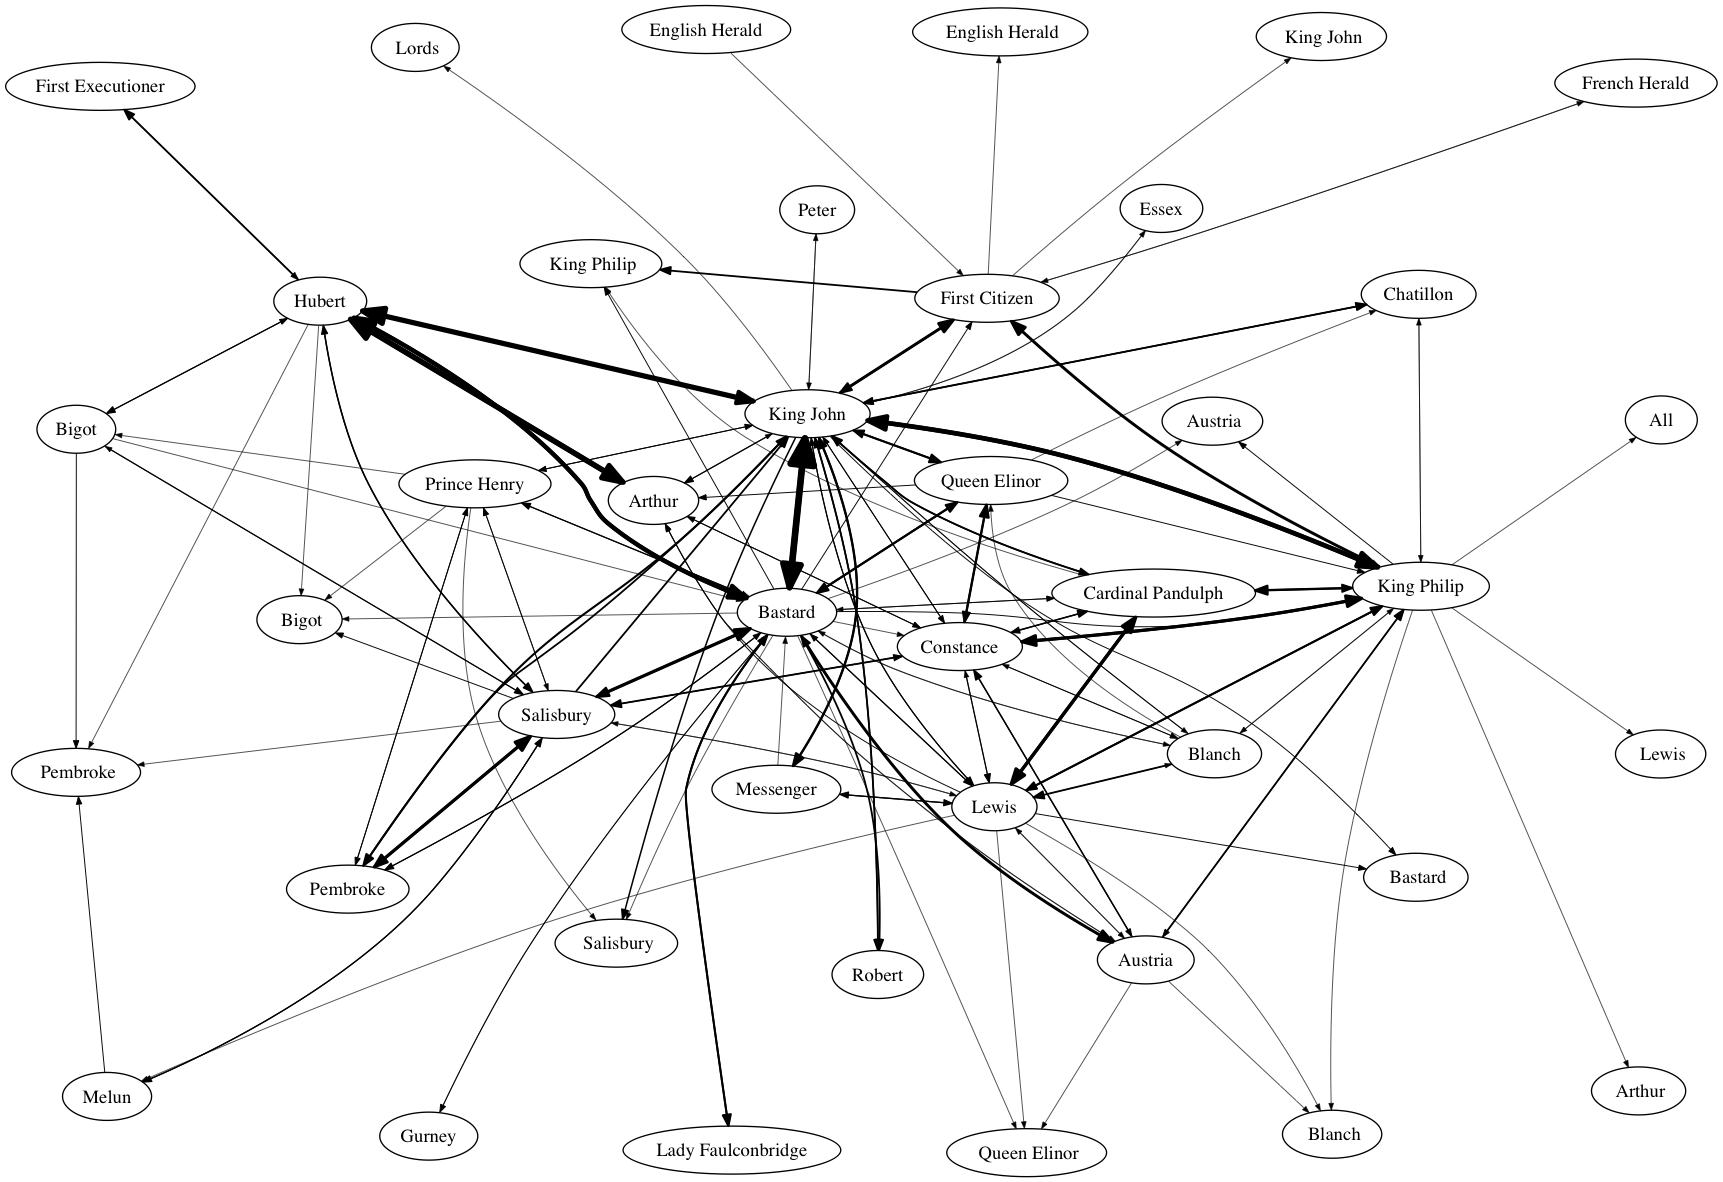 English Herald
English Herald
King John
Lords
French Herald
First Executioner
Peter
Essex
King Philip
First Citizen
Chatillon
Hubert
King John
Austria
All
Bigot
Queen Elinor
Prince Henry
Arthur
King Philip
Cardinal Pandulph
Bastard
Bigot
Constance
Salisbury
Blanch
Lewis
Pembroke
Messenger
Lewis
Bastard
Pembroke
Salisbury
Austria
Robert
Arthur
Melun
Blanch
Gurney
Lady Faulconbridge
Queen Elinor